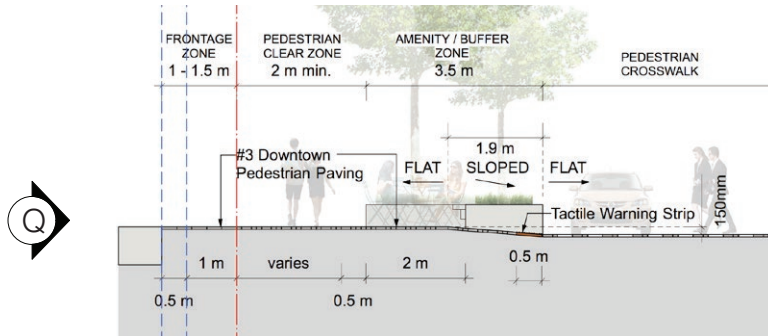 FRONTAGE
ZONE
1 - 1.5 m
PEDESTRIAN
CLEAR ZONE
2 m min.
AMENITY / BUFFER
ZONE
3.5 m
PEDESTRIAN
CROSSWALK
1.9 m
#3 Downtown
Pedestrian Paving
FLAT
SLOPED
FLAT
150mm
Q
Tactile Warning Strip
1 m
varies
2 m
0.5 m
0.5 m
0.5 m